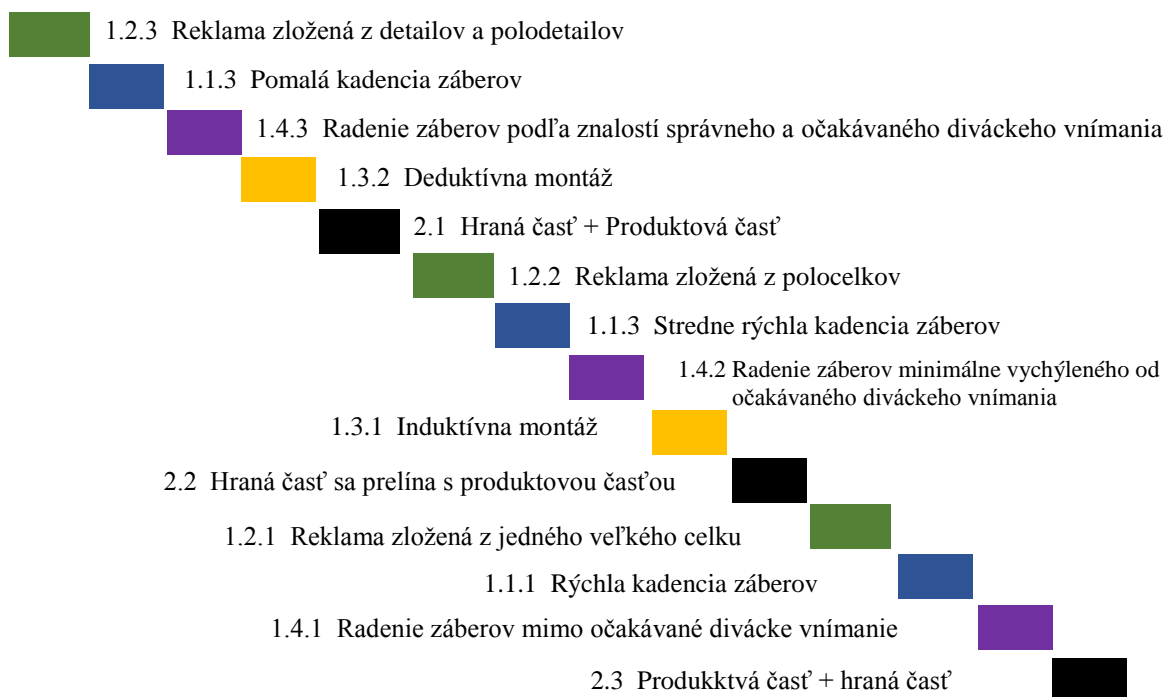 1.2.3 Reklama zložená z detailov a polodetailov
1.1.3 Pomalá kadencia záberov
1.4.3 Radenie záberov podľa znalostí správneho a očakávaného diváckeho vnímania
1.3.2 Deduktívna montáž
2.1 Hraná časť + Produktová časť
1.2.2 Reklama zložená z polocelkov
1.1.3 Stredne rýchla kadencia záberov
1.4.2 Radenie záberov minimálne vychýleného od
očakávaného diváckeho vnímania
1.3.1 Induktívna montáž
2.2 Hraná časť sa prelína s produktovou časťou
1.2.1 Reklama zložená z jedného veľkého celku
1.1.1 Rýchla kadencia záberov
1.4.1 Radenie záberov mimo očakávané divácke vnímanie
2.3 Produkktvá časť + hraná časť